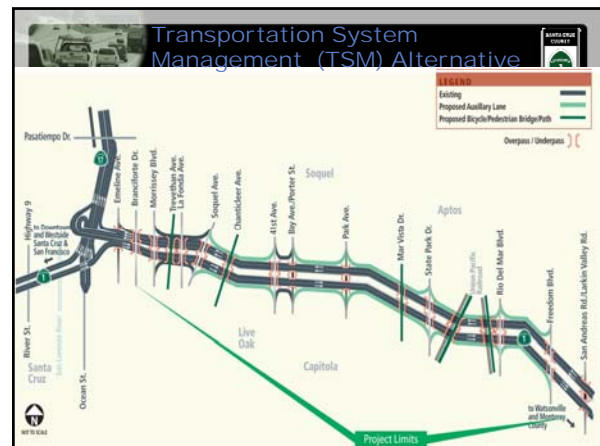 Transportation System
Management (TSM) Alternative
SANTA CRUZ
COUNTY
LEGEND
Existing
Proposed Auxiliary Lane
Proposed Bicycle/Pedestrian Bridge/Path
Overpass / Underpass
Pasatiempo Dr.
17
Highway 9
to Downtown
and Westside
Santa Cruz &
San Francisco
1
River St.
Santa
Cruz
San Lorenzo River
Ocean St.
Emeline Ave.
Branciforte Dr.
Morrissey Blvd.
Trevethan Ave.
La Fonda Ave.
Soquel Ave.
Chanticleer Ave.
Soquel
41st Ave.
Bay Ave./Porter St.
Park Ave.
Live
Oak
Capitola
Mar Vista Dr.
Aptos
State Park Dr.
Union Pacific
Railroad
Rio Del Mar Blvd.
1
Freedom Blvd.
San Andreas Rd./Larkin Valley Rd.
to Watsonville
and Monterey
County
N
NOT TO SCALE
Project Limits